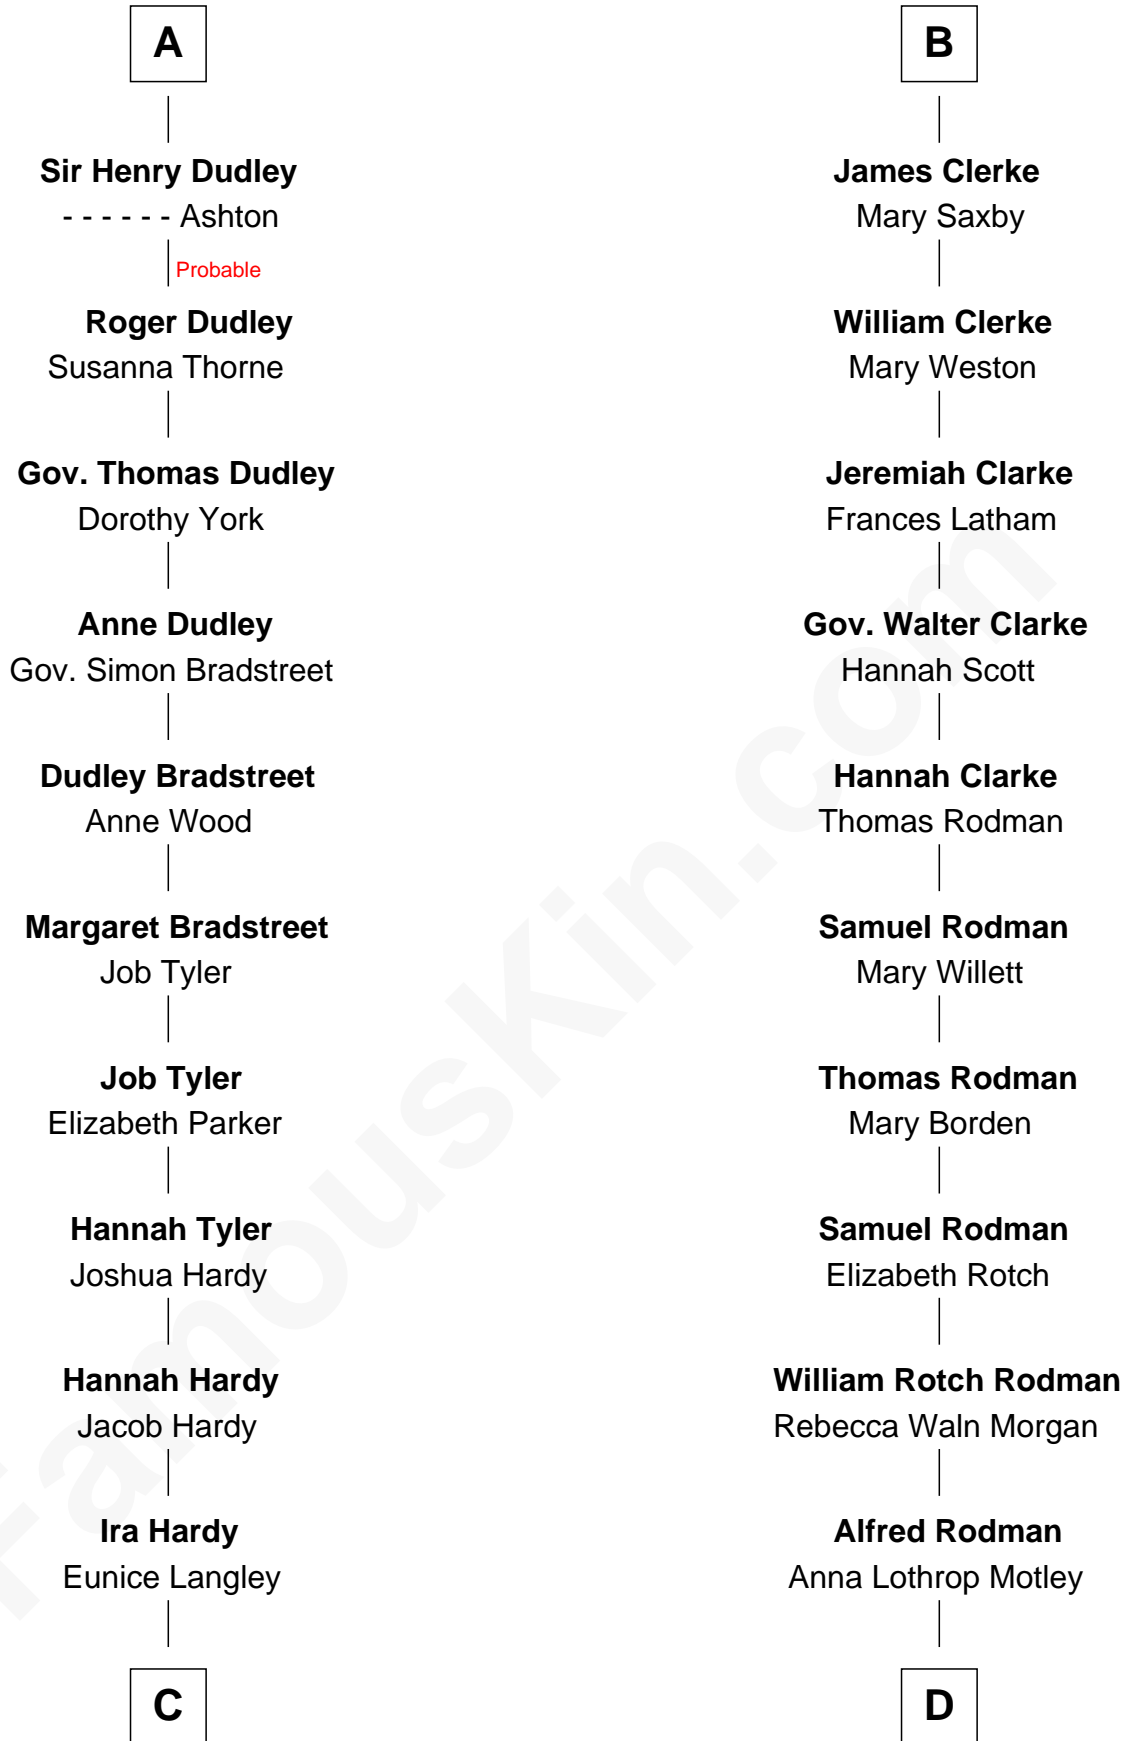 A
Sir Henry Dudley
- - - - - - Ashton
Probable
Roger Dudley
Susanna Thorne
Gov. Thomas Dudley
Dorothy York
Anne Dudley
Gov. Simon Bradstreet
Dudley Bradstreet
Anne Wood
Margaret Bradstreet
Job Tyler
Job Tyler
Elizabeth Parker
Hannah Tyler
Joshua Hardy
Hannah Hardy
Jacob Hardy
Ira Hardy
Eunice Langley
C
B
James Clerke
Mary Saxby
William Clerke
Mary Weston
Jeremiah Clarke
Frances Latham
Gov. Walter Clarke
Hannah Scott
Hannah Clarke
Thomas Rodman
Samuel Rodman
Mary Willett
Thomas Rodman
Mary Borden
Samuel Rodman
Elizabeth Rotch
William Rotch Rodman
Rebecca Waln Morgan
Alfred Rodman
Anna Lothrop Motley
D
FamousKin.com